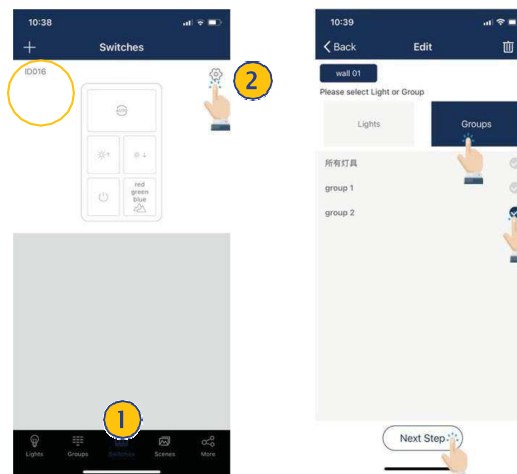 10:38
Switches
ID016
2
AUTO
red
green
blue
1
Lights
Groups
Switches
Scenes
More
10:39
Back
Edit
wall 01
Please select Light or Group
Lights
Groups
所有灯具
group 1
group 2
Next Step